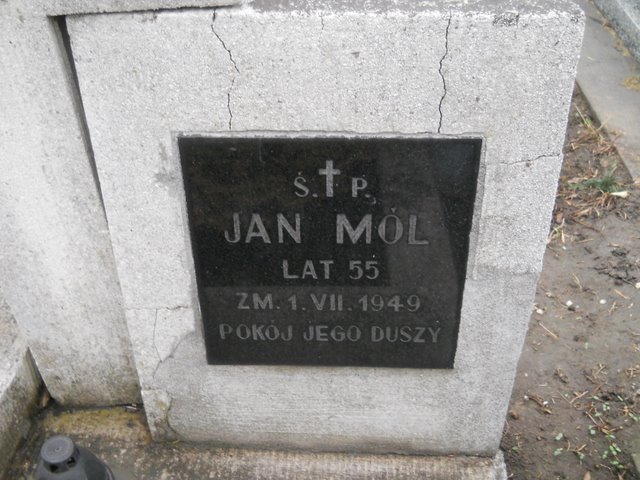 Ś. † P.
JAN MÓL
LAT 55
ZM. 1. VII. 1949
POKÓJ JEGO DUSZY